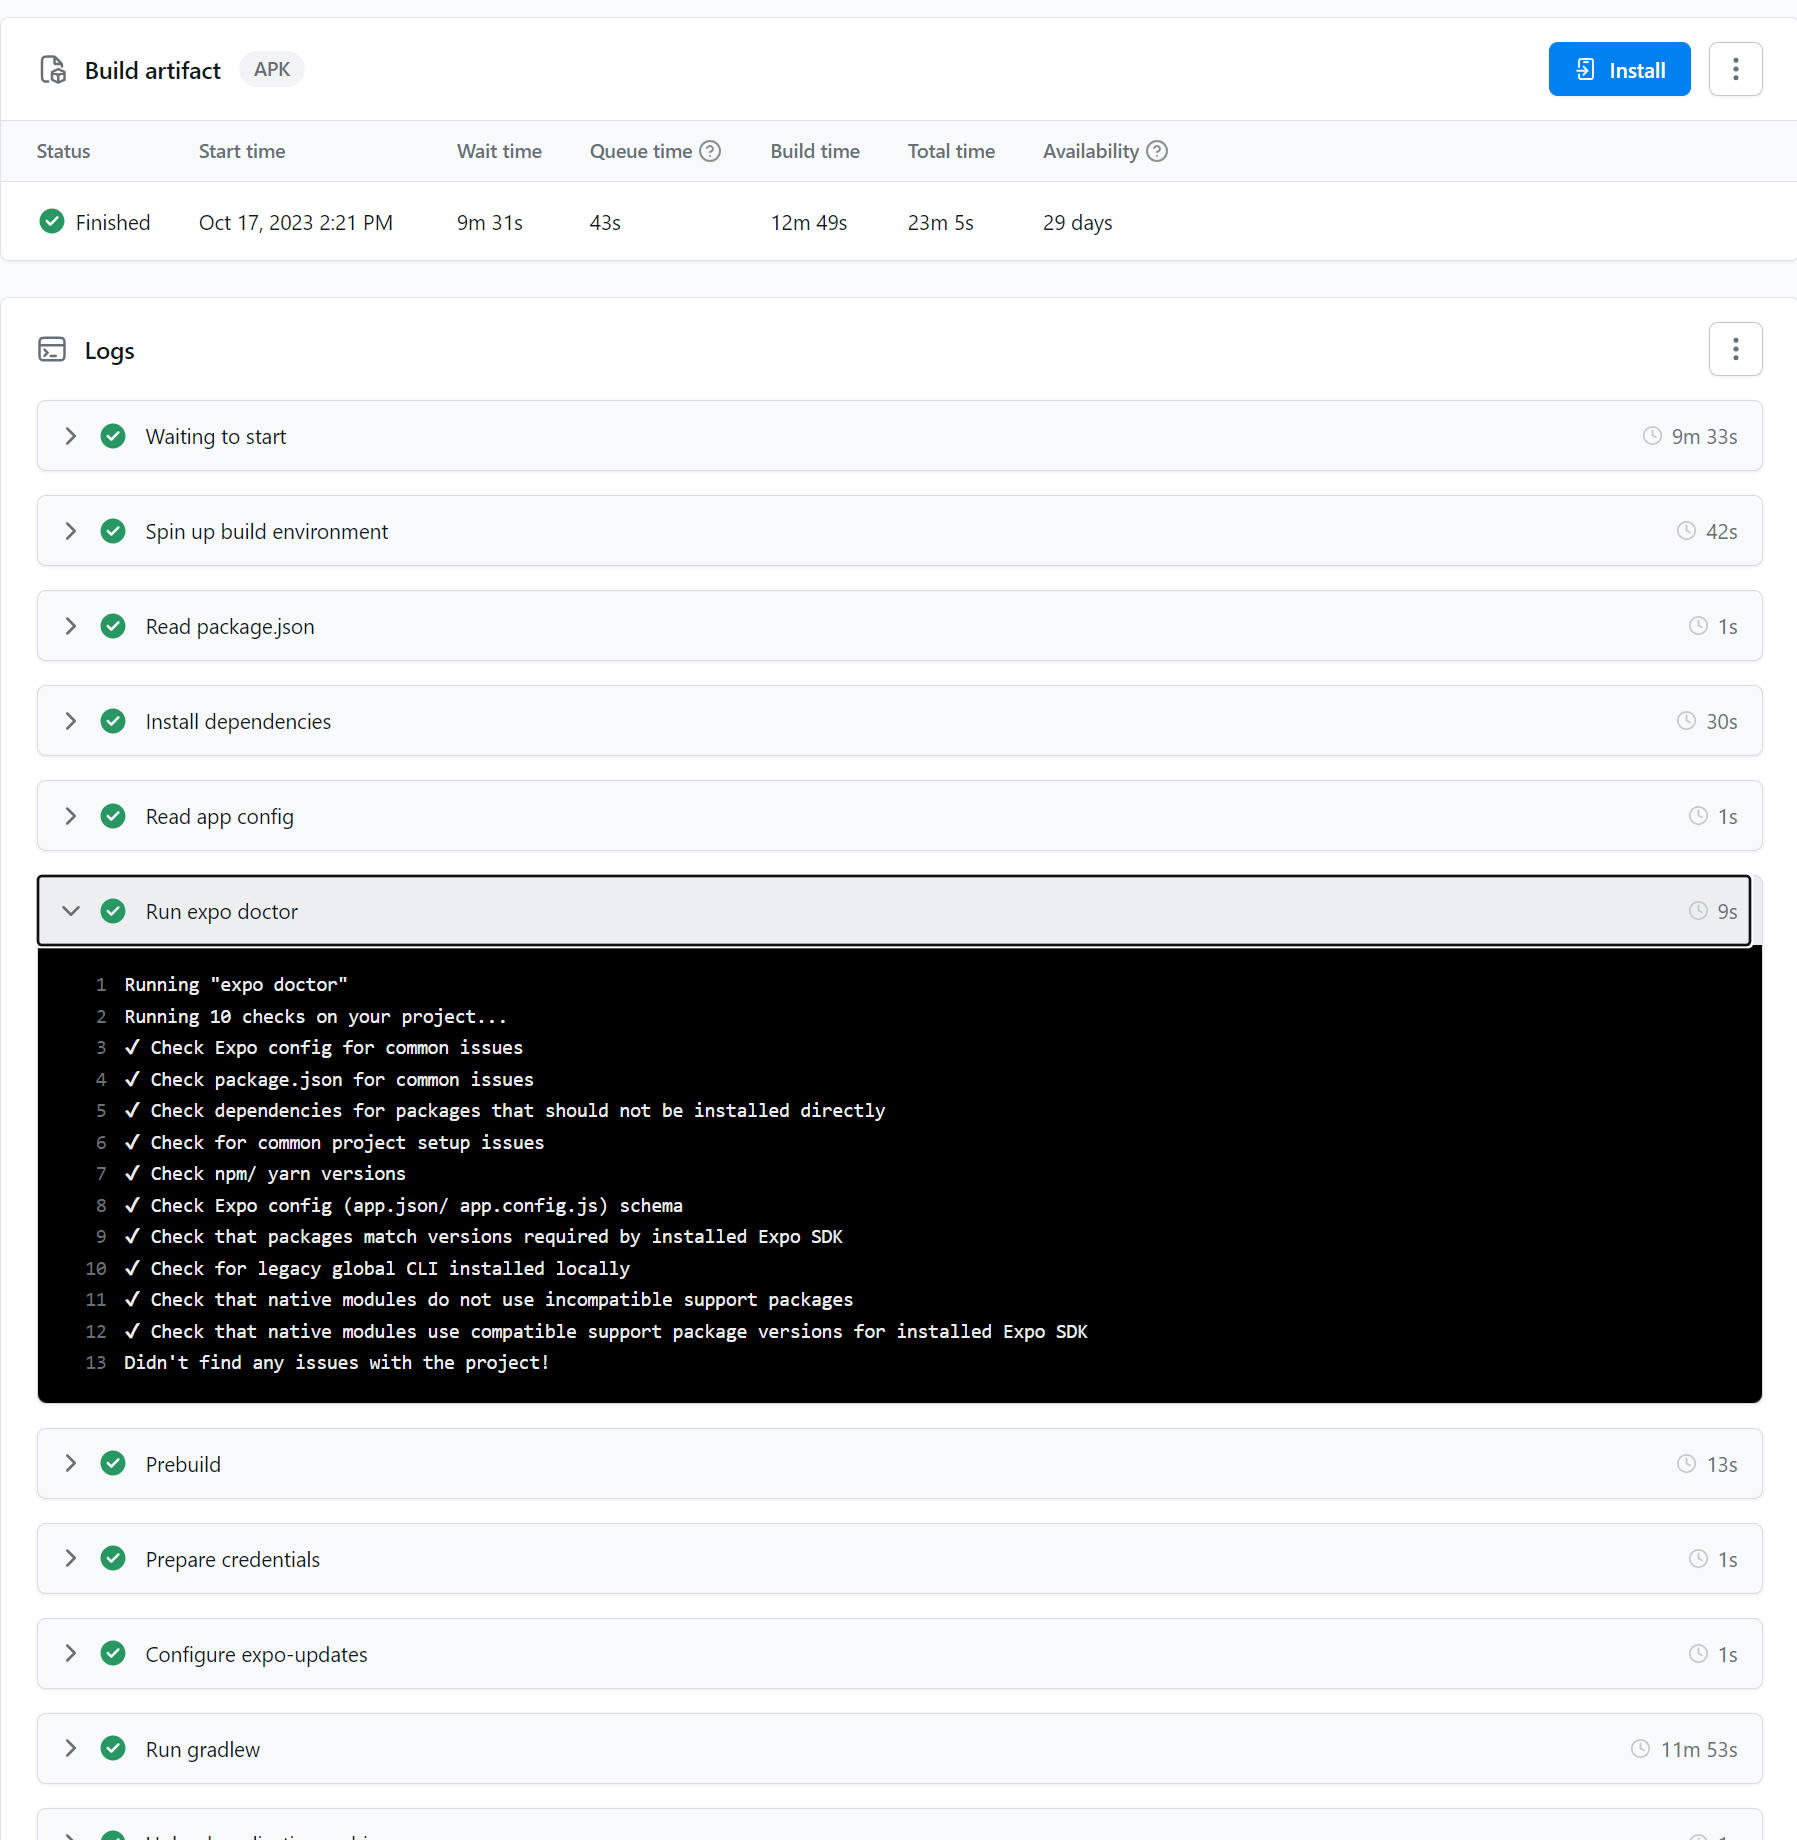 Build artifact APK Install
Status Start time Wait time Queue time Build time Total time Availability
Finished Oct 17, 2023 2:21 PM 9m 31s 43s 12m 49s 23m 5s 29 days
Logs
Waiting to start 9m 33s
Spin up build environment 42s
Read package.json 1s
Install dependencies 30s
Read app config 1s
Run expo doctor 9s
1 Running "expo doctor"
2 Running 10 checks on your project...
3 ✓ Check Expo config for common issues
4 ✓ Check package.json for common issues
5 ✓ Check dependencies for packages that should not be installed directly
6 ✓ Check for common project setup issues
7 ✓ Check npm/ yarn versions
8 ✓ Check Expo config (app.json/ app.config.js) schema
9 ✓ Check that packages match versions required by installed Expo SDK
10 ✓ Check for legacy global CLI installed locally
11 ✓ Check that native modules do not use incompatible support packages
12 ✓ Check that native modules use compatible support package versions for installed Expo SDK
13 Didn't find any issues with the project!
Prebuild 13s
Prepare credentials 1s
Configure expo-updates 1s
Run gradlew 11m 53s